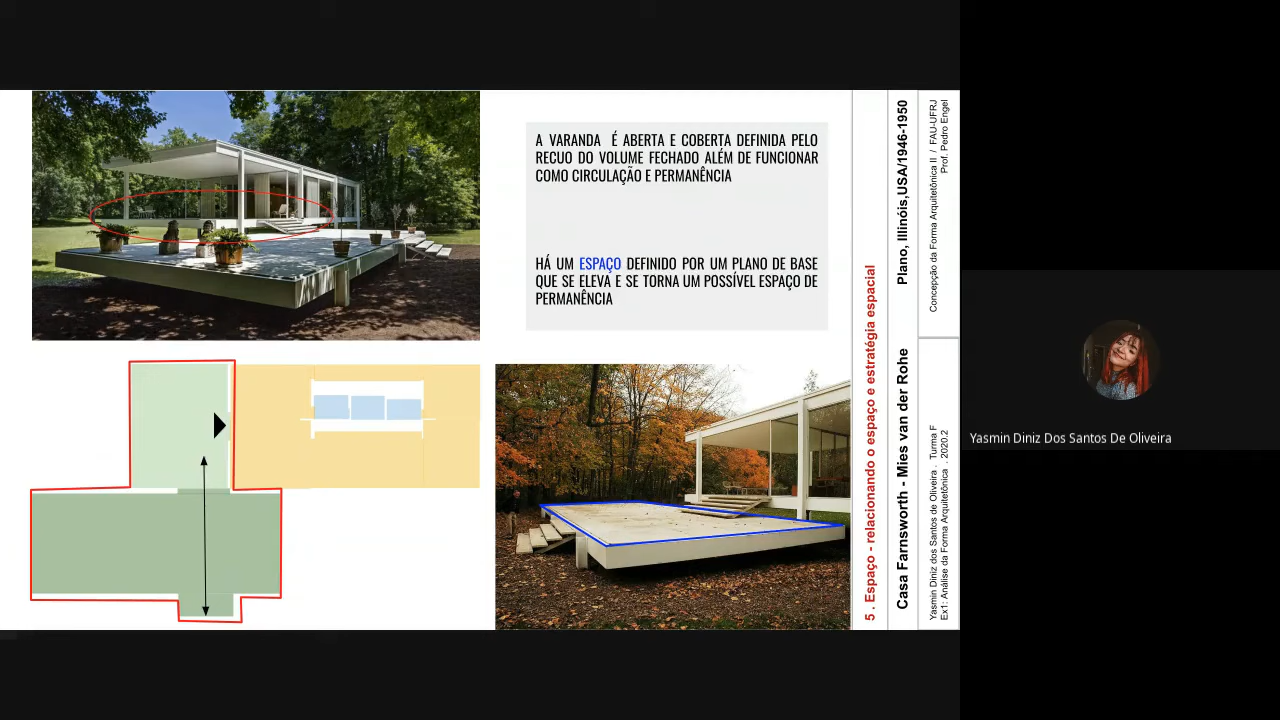 A VARANDA É ABERTA E COBERTA DEFINIDA PELO
RECUO DO VOLUME FECHADO ALÉM DE FUNCIONAR
COMO CIRCULAÇÃO E PERMANÊNCIA
HÁ UM ESPAÇO DEFINIDO POR UM PLANO DE BASE
QUE SE ELEVA E SE TORNA UM POSSÍVEL ESPAÇO DE
PERMANÊNCIA
5 . Espaço - relacionando o espaço e estratégia espacial
Casa Farnsworth - Mies van der Rohe
Plano, Illinóis,USA/1946-1950
Yasmin Diniz dos Santos de Oliveira . Turma F
Ex1: Análise da Forma Arquitetônica . 2020.2
Concepção da Forma Arquitetônica II / FAU-UFRJ
Prof. Pedro Engel
Yasmin Diniz Dos Santos De Oliveira